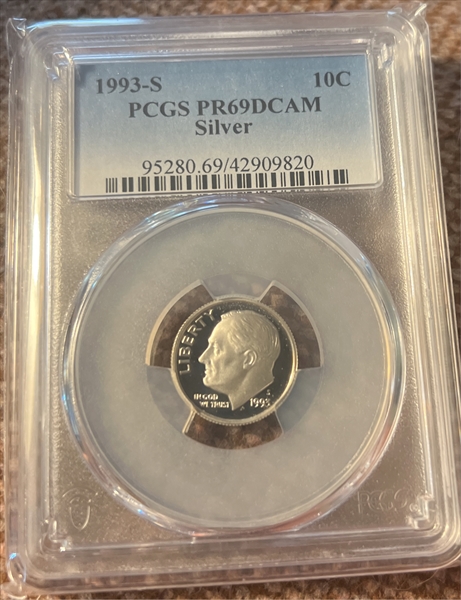 1993-S 10C
PCGS PR69DCAM
Silver
95280.69/42909820
LIBERTY
IN GOD
WE TRUST
S
1993
PCGS